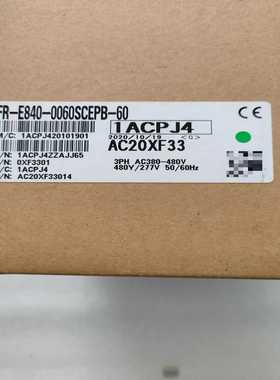 FR-E840-0060SCEPB-60
M/C: 1ACPJ420101901
1ACPJ4
2020/10/19 <G>
/N: 1ACPJ4ZZAJJ65
AC20XF33
/N: 0XF3301
/C: 1ACPJ4
3PH AC380-480V
/N: AC20XF33014
480Y/277V 50/60Hz
CE